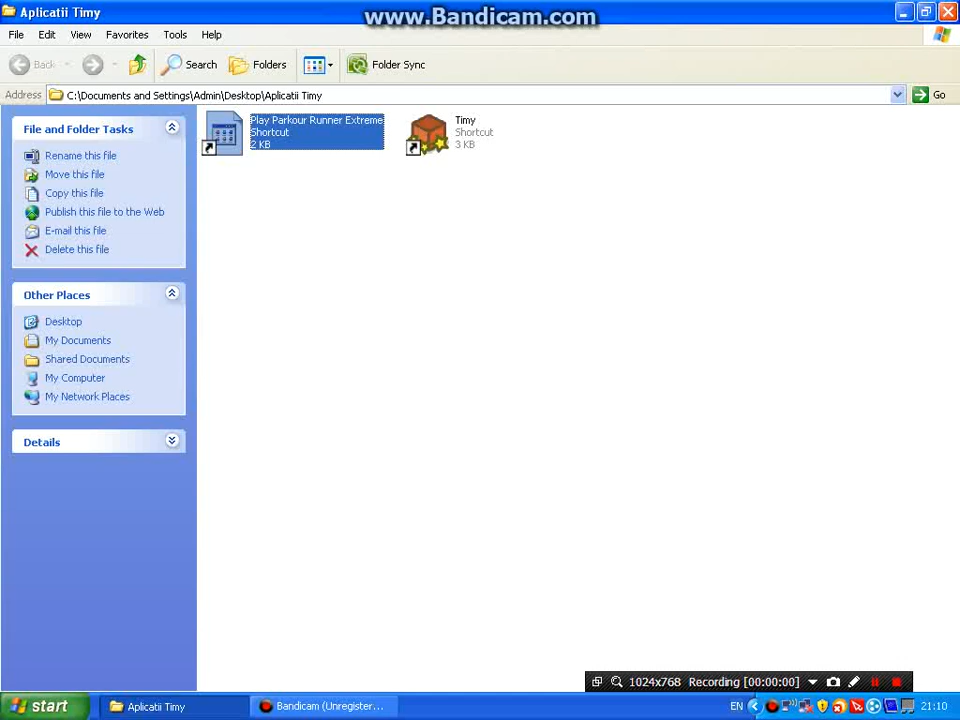 Aplicatii Timy
www.Bandicam.com
File Edit View Favorites Tools Help
Back Search Folders Folder Sync
Address C:\Documents and Settings\Admin\Desktop\Aplicatii Timy Go
File and Folder Tasks
Rename this file
Move this file
Copy this file
Publish this file to the Web
E-mail this file
Delete this file
Other Places
Desktop
My Documents
Shared Documents
My Computer
My Network Places
Details
Play Parkour Runner Extreme
Shortcut
2 KB
Timy
Shortcut
3 KB
1024x768 Recording [00:00:00]
start Aplicatii Timy Bandicam (Unregister... EN 21:10